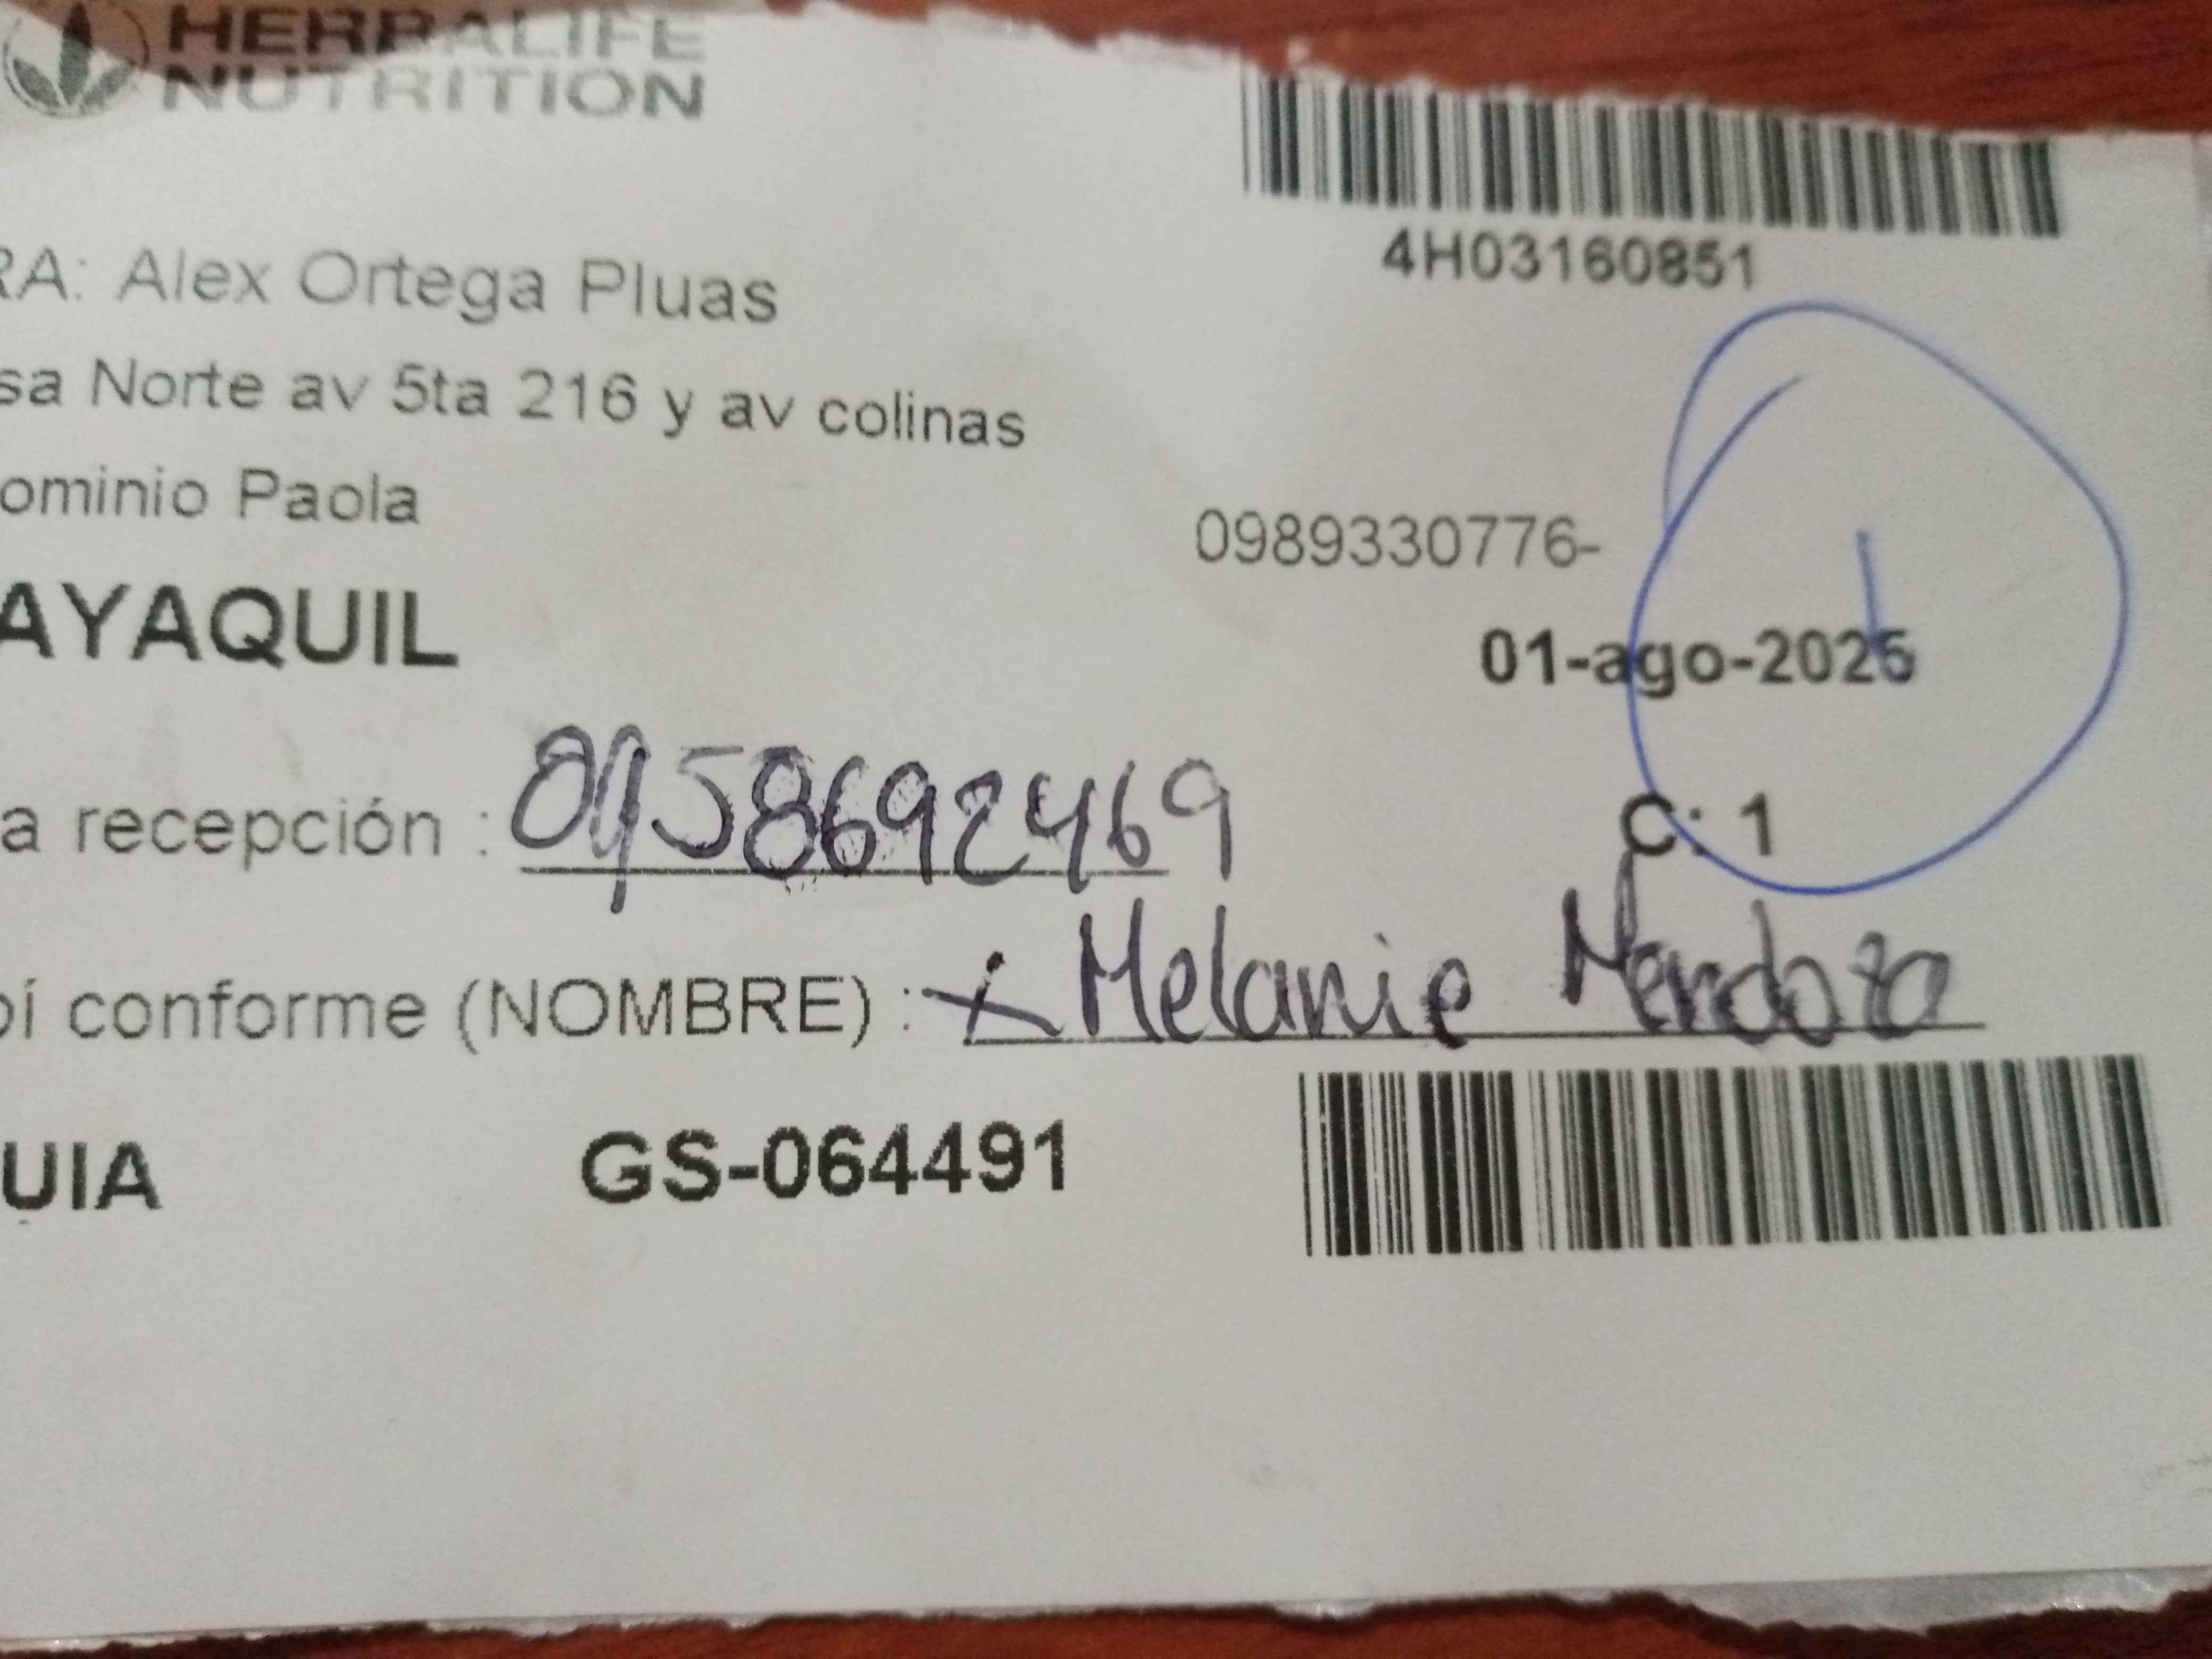 HERBALIFE
NUTRITION
4H03160851
RA: Alex Ortega Pluas
sa Norte av 5ta 216 y av colinas
ominio Paola
0989330776-
AYAQUIL
01-ago-2025
a recepción : 0958692469
C: 1
bí conforme (NOMBRE) : x Melanie Mendoza
UIA GS-064491